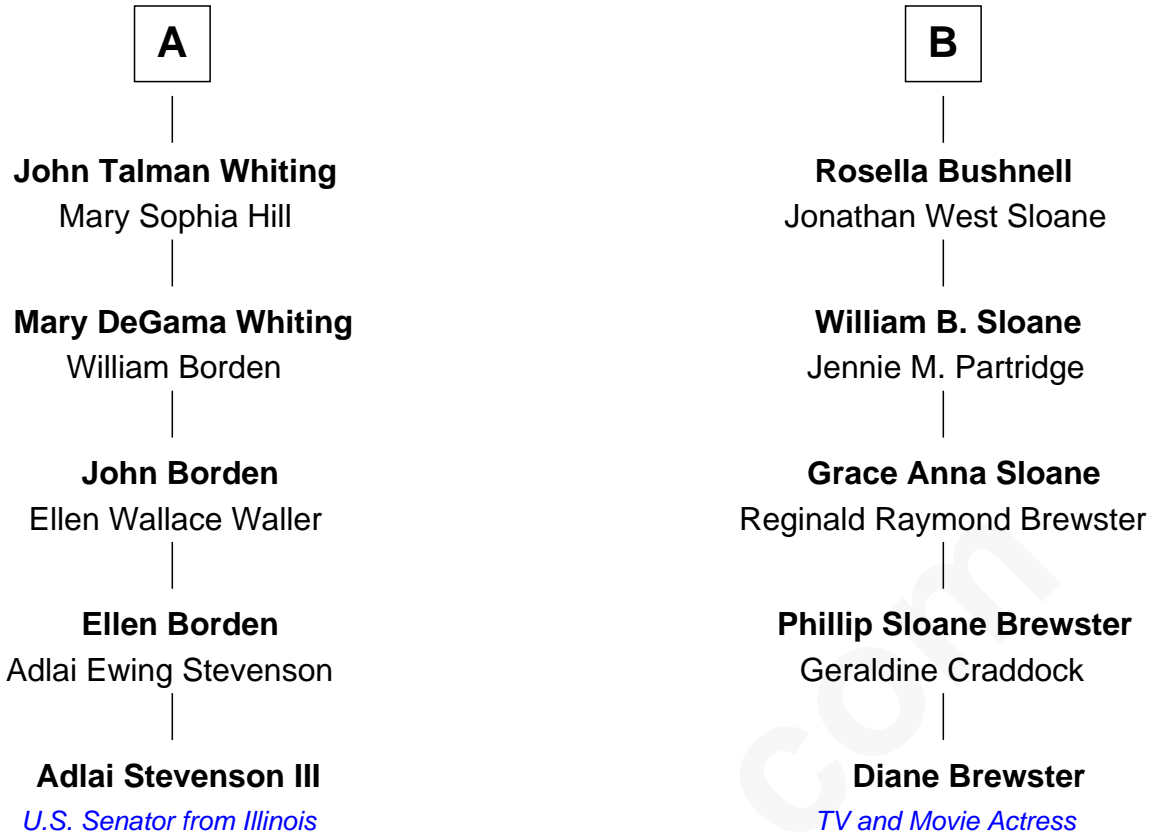 A
John Talman Whiting
Mary Sophia Hill
Mary DeGama Whiting
William Borden
John Borden
Ellen Wallace Waller
Ellen Borden
Adlai Ewing Stevenson
Adlai Stevenson III
U.S. Senator from Illinois
B
Rosella Bushnell
Jonathan West Sloane
William B. Sloane
Jennie M. Partridge
Grace Anna Sloane
Reginald Raymond Brewster
Phillip Sloane Brewster
Geraldine Craddock
Diane Brewster
TV and Movie Actress
com